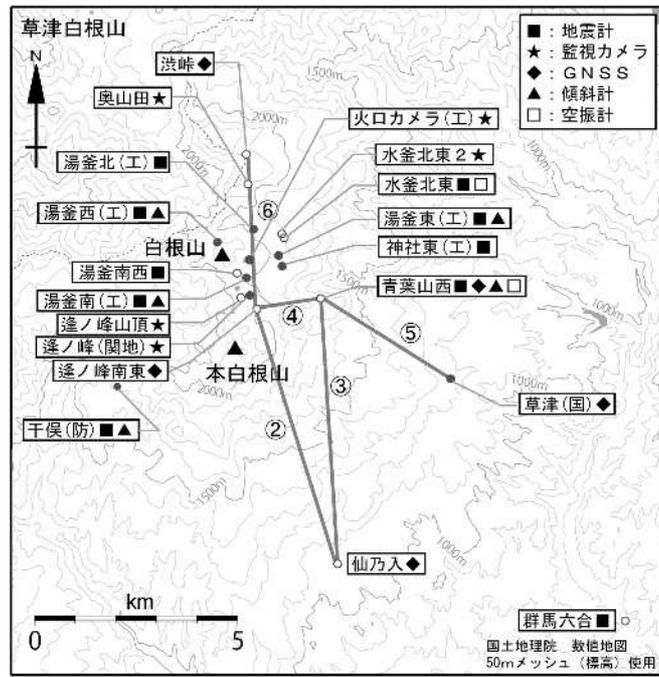 草津白根山
N
■：地震計
★：監視カメラ
◆：GNSS
▲：傾斜計
□：空振計
渋峠◆
奥山田★
湯釜北(工)■
湯釜西(工)■▲
白根山
湯釜南西■
湯釜南(工)■▲
逢ノ峰山頂★
逢ノ峰(関地)★
逢ノ峰南東◆
本白根山
干俣(防)■▲
火口カメラ(工)★
水釜北東２★
水釜北東■□
湯釜東(工)■▲
神社東(工)■
青葉山西■◆▲□
草津(国)◆
仙乃入◆
群馬六合■
⑥
④
⑤
③
②
1500m
2000m
2000m
1000m
1500m
1000m
1000m
2000m
1500m
1000m
km
0
5
国土地理院 数値地図
50mメッシュ（標高）使用